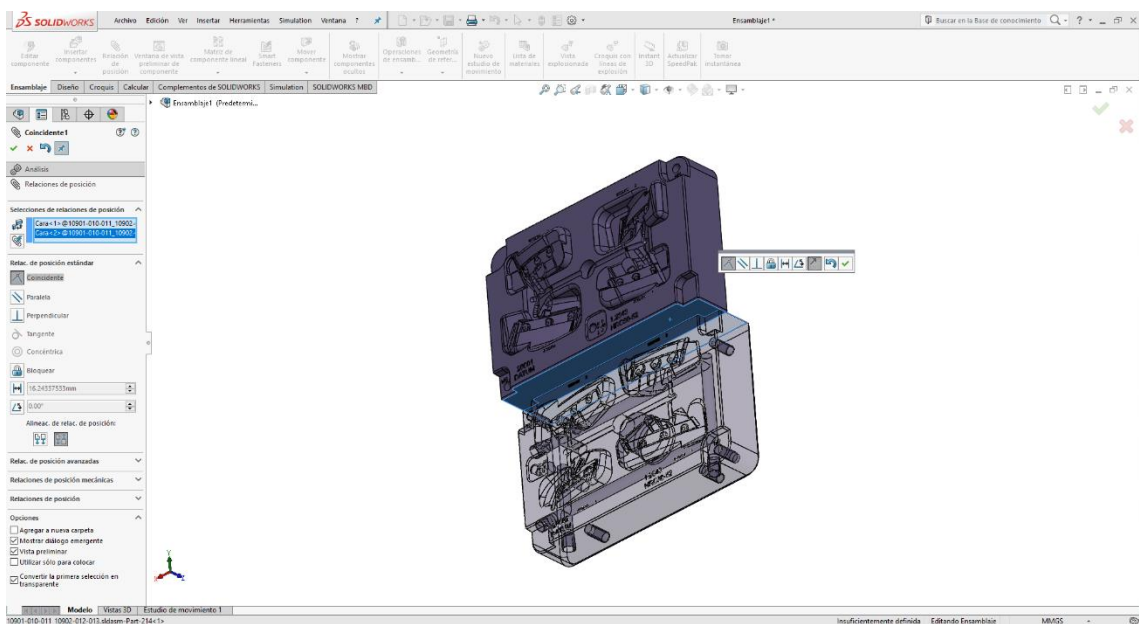 SOLIDWORKS Archivo Edición Ver Insertar Herramientas Simulation Ventana ? Ensamblaje1 * Buscar en la Base de conocimiento ?
Editar componente
Insertar componentes
Relación de posición
Ventana de vista preliminar de componente
Matriz de componente lineal
Smart Fasteners
Mover componente
Mostrar componentes ocultos
Operaciones de ensamb...
Geometría de refer...
Nuevo estudio de movimiento
Lista de materiales
Vista explosionada
Croquis con líneas de explosión
Instant 3D
Actualizar SpeedPak
Tomar instantánea
Ensamblaje Diseño Croquis Calcular Complementos de SOLIDWORKS Simulation SOLIDWORKS MBD
Ensamblaje1 (Predetermi...
Coincidente1
Análisis
Relaciones de posición
Selecciones de relaciones de posición
Cara<1>@10901-010-011_10902-
Cara<2>@10901-010-011_10902-
Relac. de posición estándar
Coincidente
Paralela
Perpendicular
Tangente
Concéntrica
Bloquear
16.24357533mm
0.00°
Alineac. de relac. de posición:
Relac. de posición avanzadas
Relaciones de posición mecánicas
Relaciones de posición
Opciones
Agregar a nueva carpeta
Mostrar diálogo emergente
Vista preliminar
Utilizar sólo para colocar
Convertir la primera selección en
transparente
Y
Modelo Vistas 3D Estudio de movimiento 1
10901-010-011_10902-012-013.sldasm-Part-214<1> Insuficientemente definida Editando Ensamblaje MMGS